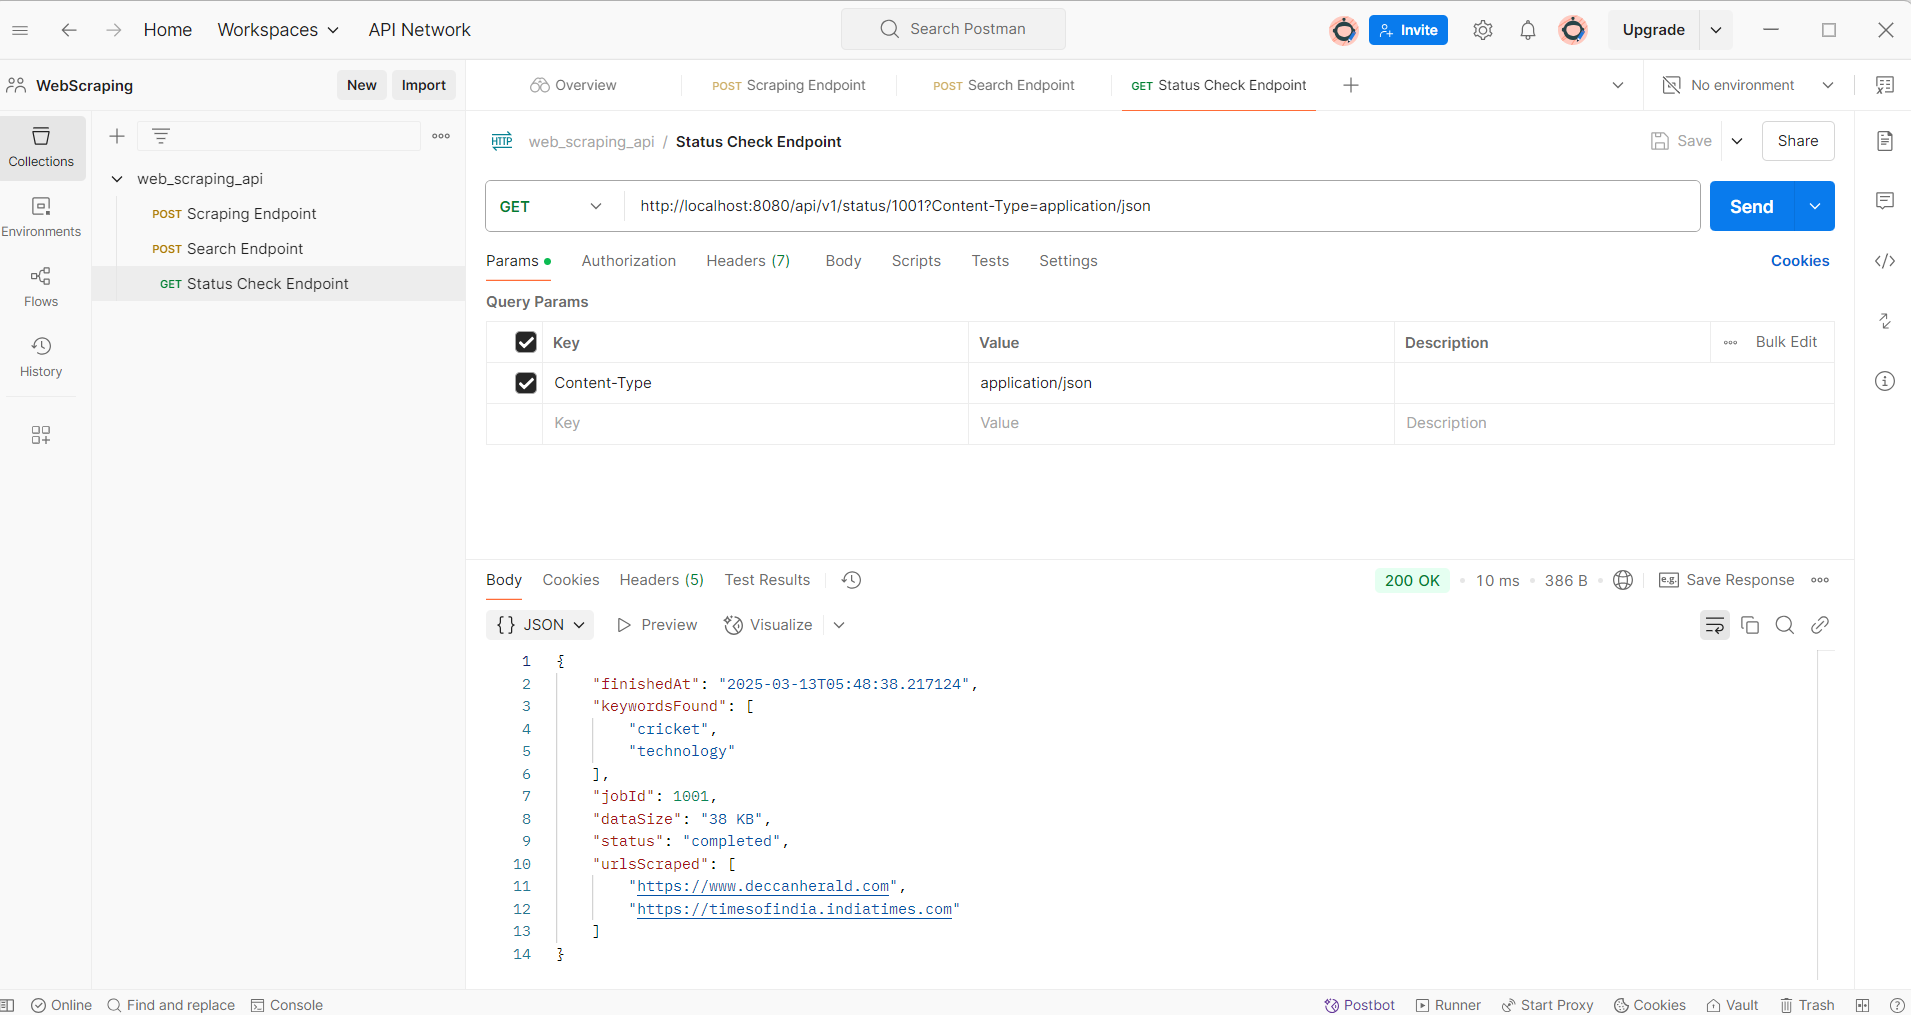 Home Workspaces API Network Search Postman Invite Upgrade
WebScraping New Import Overview POST Scraping Endpoint POST Search Endpoint GET Status Check Endpoint No environment
Collections
Environments
Flows
History
web_scraping_api
POST Scraping Endpoint
POST Search Endpoint
GET Status Check Endpoint
HTTP web_scraping_api / Status Check Endpoint Save Share
GET http://localhost:8080/api/v1/status/1001?Content-Type=application/json Send
Params Authorization Headers (7) Body Scripts Tests Settings Cookies
Query Params
Key Value Description Bulk Edit
Content-Type application/json
Key Value Description
Body Cookies Headers (5) Test Results 200 OK 10 ms 386 B e.g. Save Response
{} JSON Preview Visualize
1 {
2 "finishedAt": "2025-03-13T05:48:38.217124",
3 "keywordsFound": [
4 "cricket",
5 "technology"
6 ],
7 "jobId": 1001,
8 "dataSize": "38 KB",
9 "status": "completed",
10 "urlsScraped": [
11 "https://www.deccanherald.com",
12 "https://timesofindia.indiatimes.com"
13 ]
14 }
Online Find and replace Console Postbot Runner Start Proxy Cookies Vault Trash